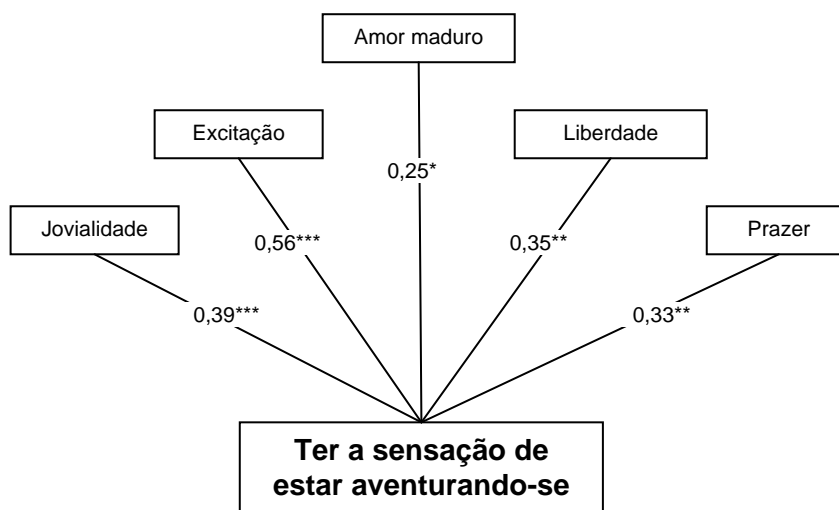 Amor maduro
Excitação
Liberdade
0,25*
Jovialidade
0,56***
0,35**
Prazer
0,39***
0,33**
Ter a sensação de
estar aventurando-se